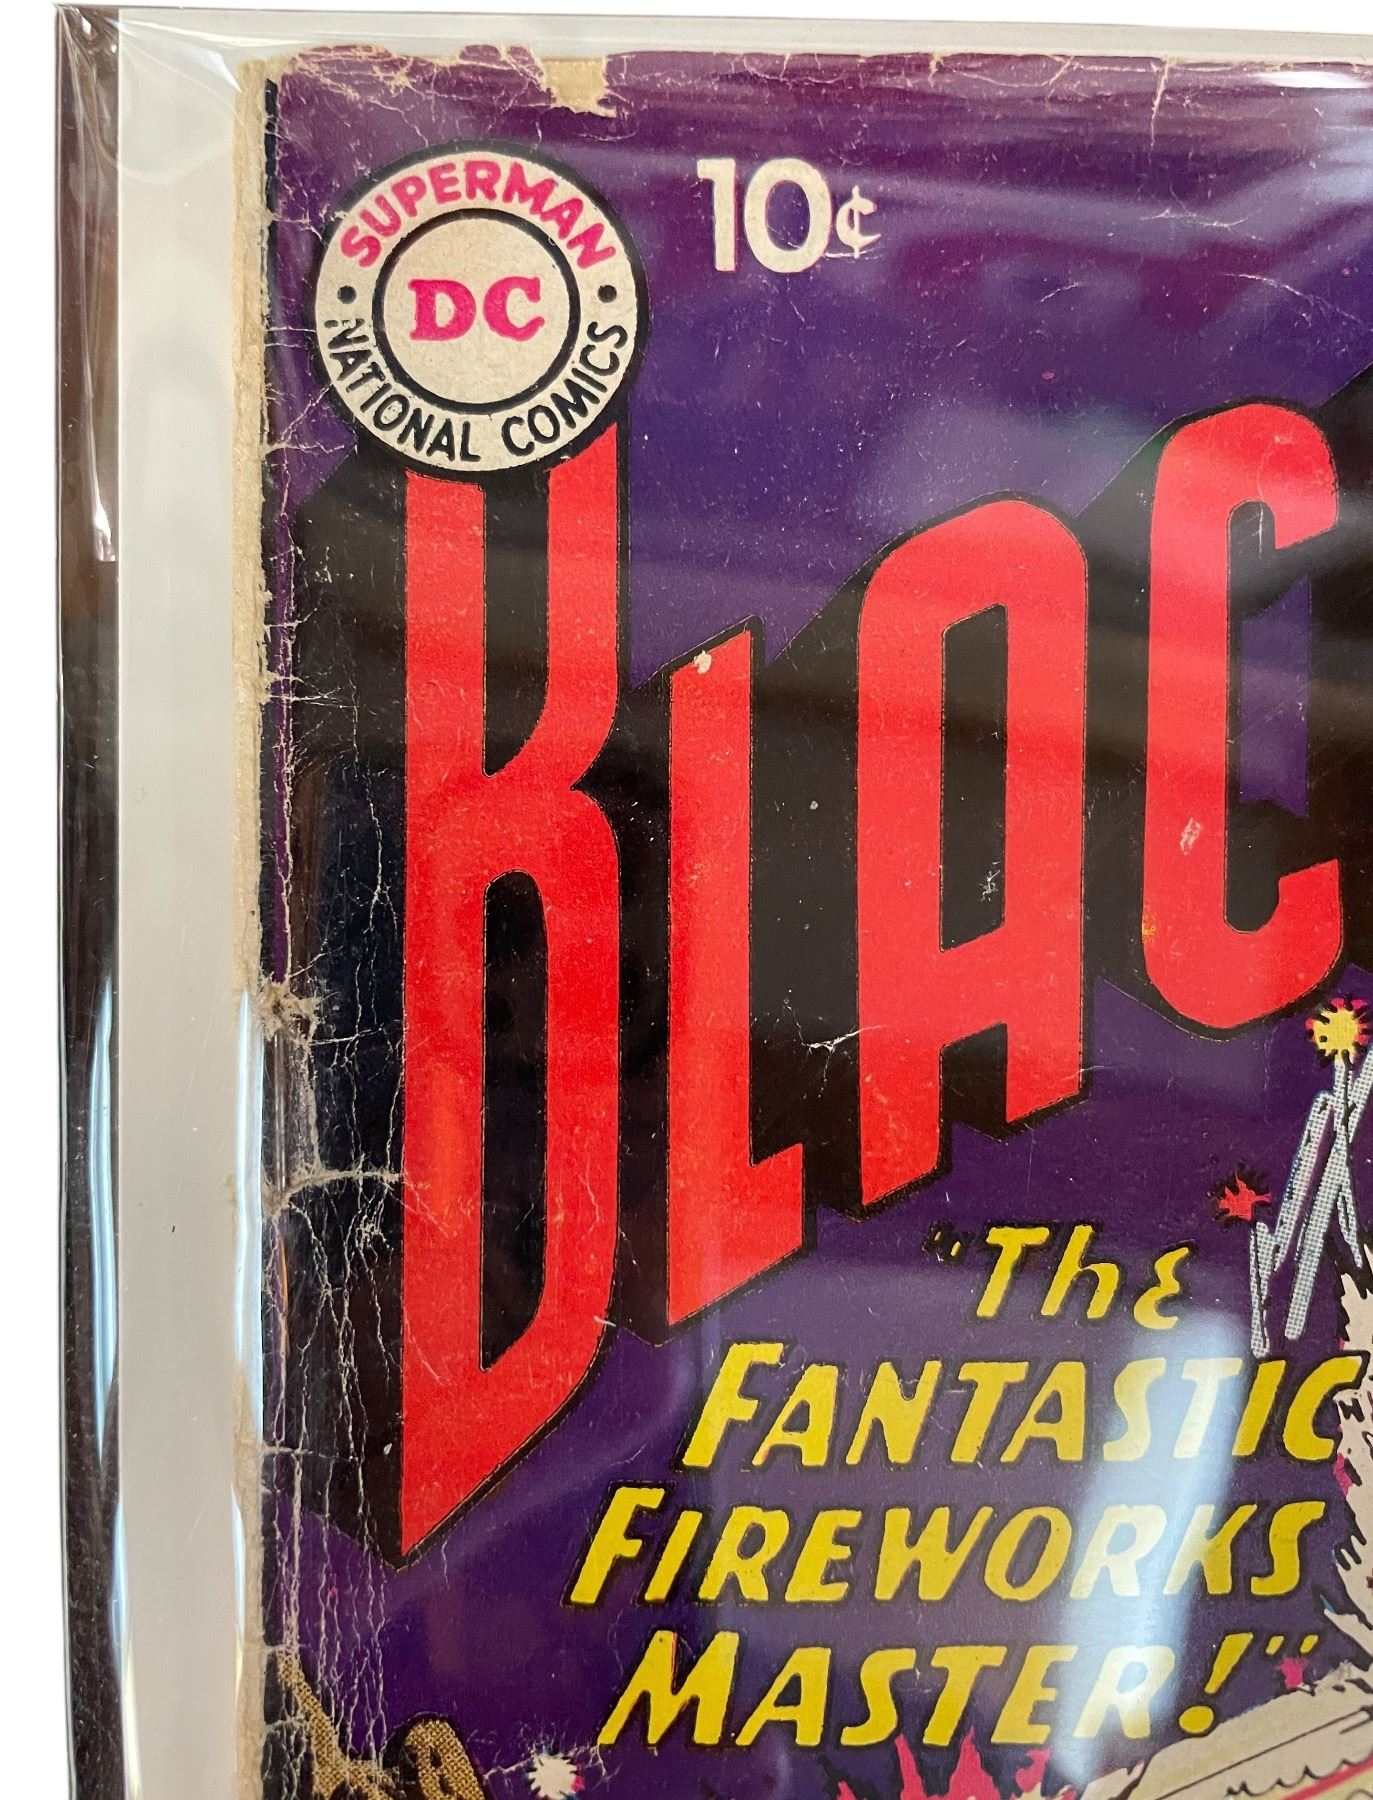 SUPERMAN
DC
NATIONAL COMICS
10¢
BLAC
"The
FANTASTIC
FIREWORKS
MASTER!"